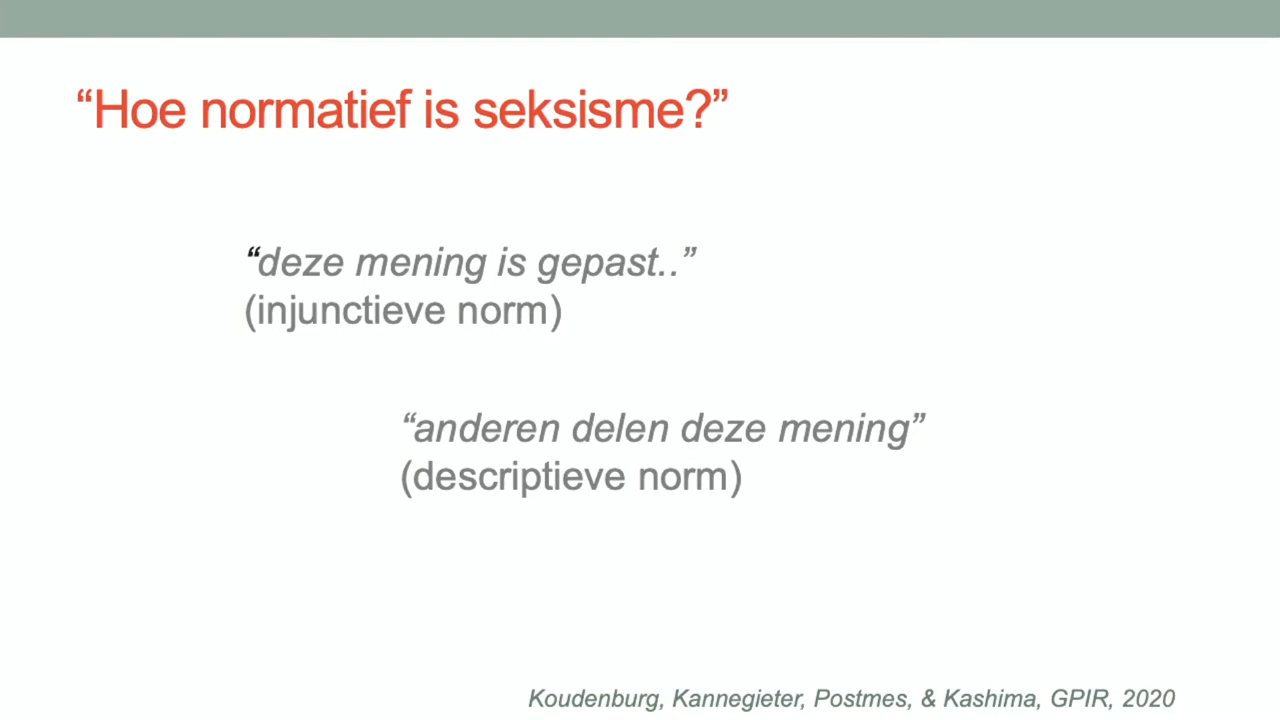 “Hoe normatief is seksisme?”
“deze mening is gepast..”
(injunctieve norm)
“anderen delen deze mening”
(descriptieve norm)
Koudenburg, Kannegieter, Postmes, & Kashima, GPIR, 2020